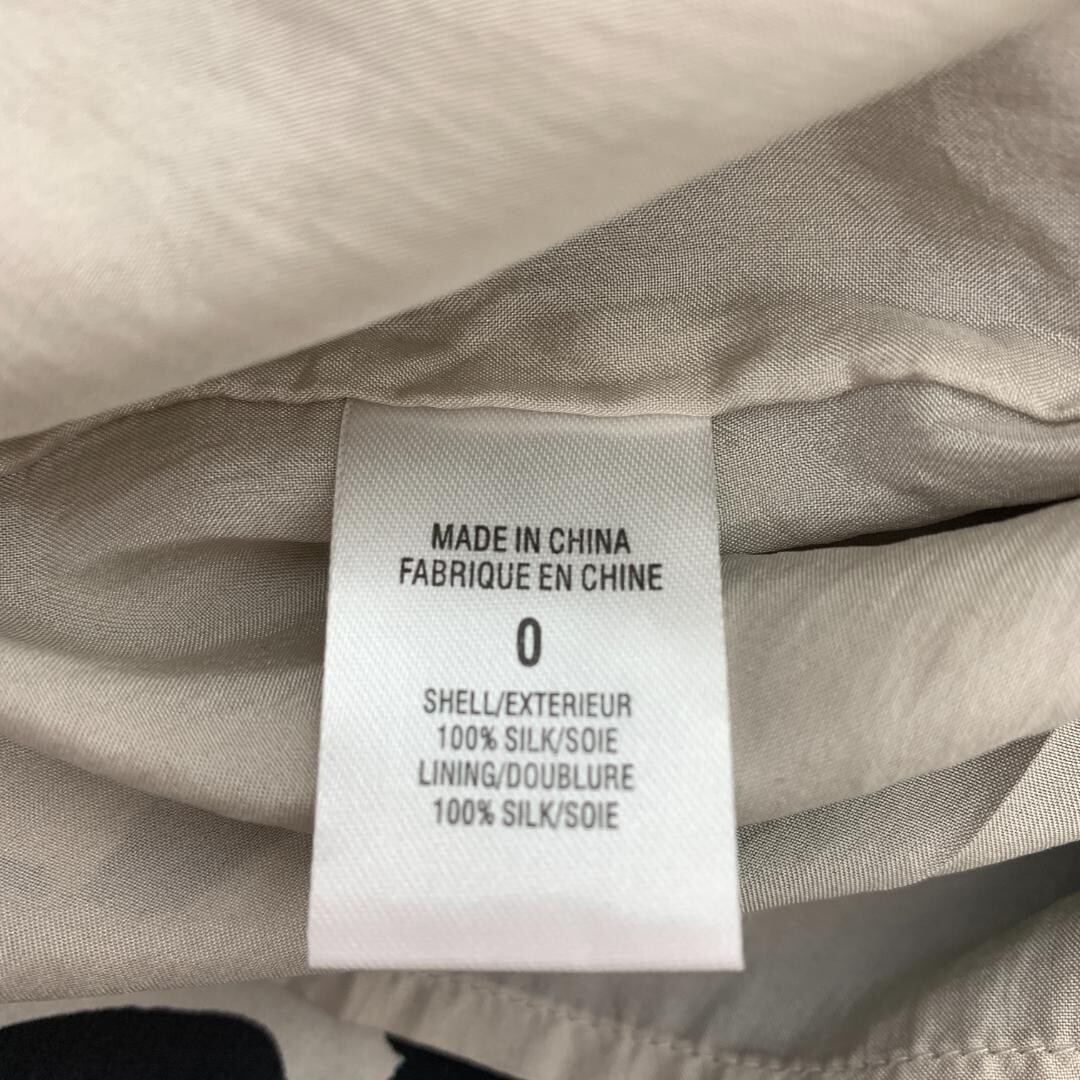 MADE IN CHINA
FABRIQUE EN CHINE
0
SHELL/EXTERIEUR
100% SILK/SOIE
LINING/DOUBLURE
100% SILK/SOIE